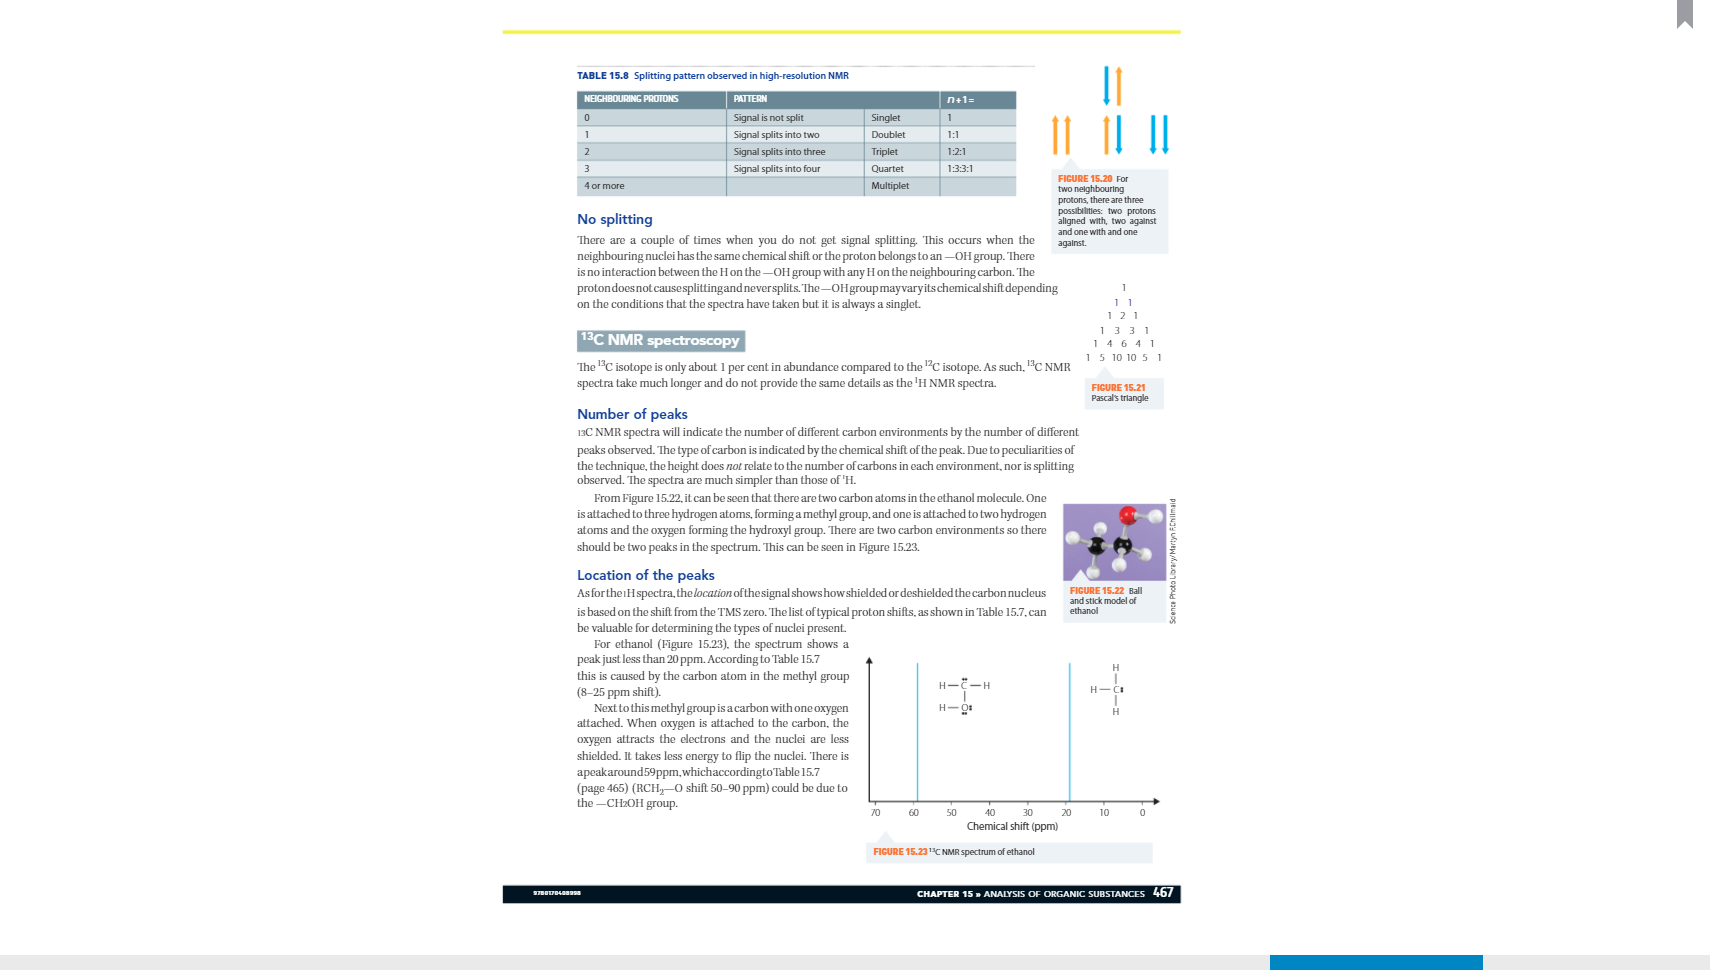 TABLE 15.8 Splitting pattern observed in high-resolution NMR
NEIGHBOURING PROTONS PATTERN n+1=
0 Signal is not split Singlet 1
1 Signal splits into two Doublet 1:1
2 Signal splits into three Triplet 1:2:1
3 Signal splits into four Quartet 1:3:3:1
4 or more Multiplet
FIGURE 15.20 For
two neighbouring
protons, there are three
possibilities: two protons
aligned with, two against
and one with and one
against.
No splitting
There are a couple of times when you do not get signal splitting. This occurs when the
neighbouring nuclei has the same chemical shift or the proton belongs to an —OH group. There
is no interaction between the H on the —OH group with any H on the neighbouring carbon. The
proton does not cause splitting and never splits. The —OH group may vary its chemical shift depending
on the conditions that the spectra have taken but it is always a singlet.
1
1 1
1 2 1
1 3 3 1
1 4 6 4 1
1 5 10 10 5 1
FIGURE 15.21
Pascal's triangle
¹³C NMR spectroscopy
The ¹³C isotope is only about 1 per cent in abundance compared to the ¹²C isotope. As such, ¹³C NMR
spectra take much longer and do not provide the same details as the ¹H NMR spectra.
Number of peaks
13C NMR spectra will indicate the number of different carbon environments by the number of different
peaks observed. The type of carbon is indicated by the chemical shift of the peak. Due to peculiarities of
the technique, the height does not relate to the number of carbons in each environment, nor is splitting
observed. The spectra are much simpler than those of ¹H.
From Figure 15.22, it can be seen that there are two carbon atoms in the ethanol molecule. One
is attached to three hydrogen atoms, forming a methyl group, and one is attached to two hydrogen
atoms and the oxygen forming the hydroxyl group. There are two carbon environments so there
should be two peaks in the spectrum. This can be seen in Figure 15.23.
Science Photo Library/Martyn F.Chillmaid
FIGURE 15.22 Ball
and stick model of
ethanol
Location of the peaks
As for the 1H spectra, the location of the signal shows how shielded or deshielded the carbon nucleus
is based on the shift from the TMS zero. The list of typical proton shifts, as shown in Table 15.7, can
be valuable for determining the types of nuclei present.
For ethanol (Figure 15.23), the spectrum shows a
peak just less than 20 ppm. According to Table 15.7
this is caused by the carbon atom in the methyl group
(8–25 ppm shift).
Next to this methyl group is a carbon with one oxygen
attached. When oxygen is attached to the carbon, the
oxygen attracts the electrons and the nuclei are less
shielded. It takes less energy to flip the nuclei. There is
a peak around 59 ppm, which according to Table 15.7
(page 465) (RCH₂—O shift 50–90 ppm) could be due to
the —CH2OH group.
H—C—H
H—O
H
H—C
H
70 60 50 40 30 20 10 0
Chemical shift (ppm)
FIGURE 15.23 ¹³C NMR spectrum of ethanol
9780170408998
CHAPTER 15 » ANALYSIS OF ORGANIC SUBSTANCES 467